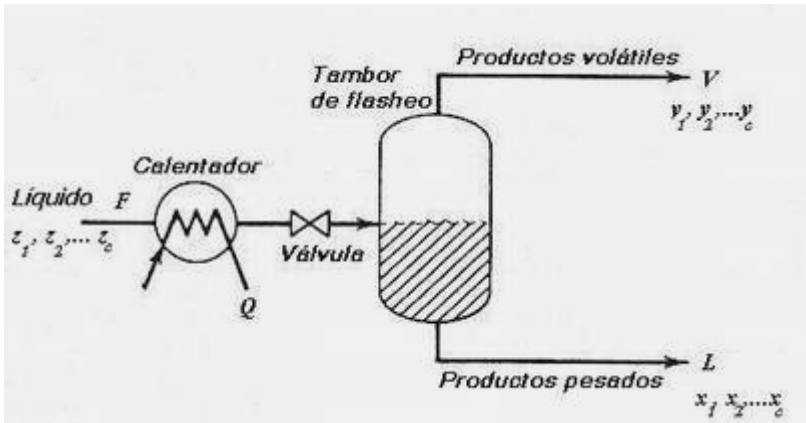 Productos volátiles
V
Tambor
de flasheo
y1, y2,...yc
Calentador
Líquido F
z1, z2,... zc
Válvula
Q
L
Productos pesados
x1, x2,...xc